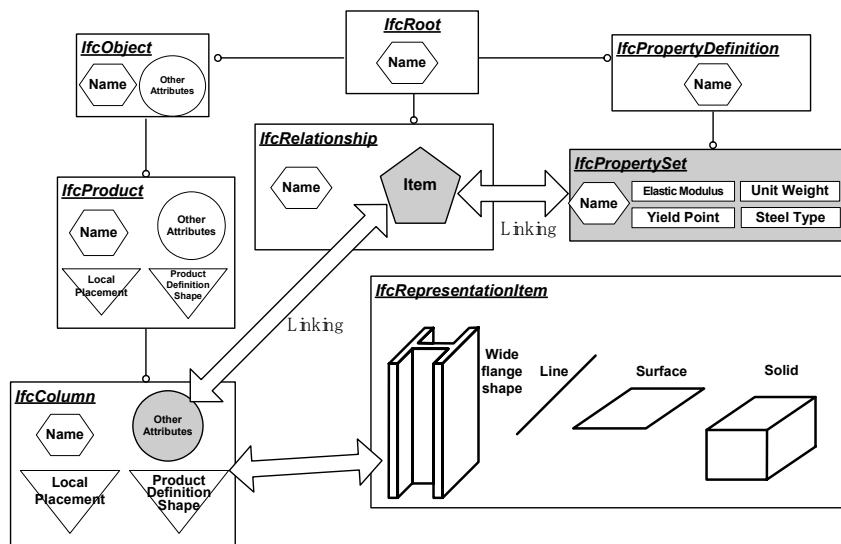 IfcRoot
Name
IfcObject
Name
Other
Attributes
IfcPropertyDefinition
Name
IfcRelationship
Name
Item
Linking
IfcPropertySet
Name
Elastic Modulus
Unit Weight
Yield Point
Steel Type
IfcProduct
Name
Other
Attributes
Local
Placement
Product
Definition
Shape
Linking
IfcColumn
Name
Other
Attributes
Local
Placement
Product
Definition
Shape
IfcRepresentationItem
Wide
flange
shape
Line
Surface
Solid